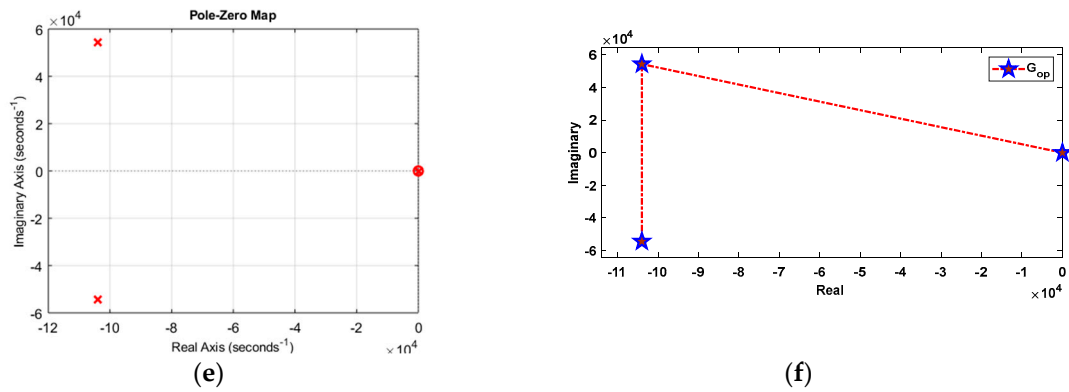 Pole-Zero Map
×10⁴
6
4
2
0
-2
-4
-6
Imaginary Axis (seconds⁻¹)
-12 -10 -8 -6 -4 -2 0
Real Axis (seconds⁻¹)
×10⁴
(e)
×10⁴
6
4
2
0
-2
-4
-6
Imaginary
G_op
-11 -10 -9 -8 -7 -6 -5 -4 -3 -2 -1 0
Real
×10⁴
(f)